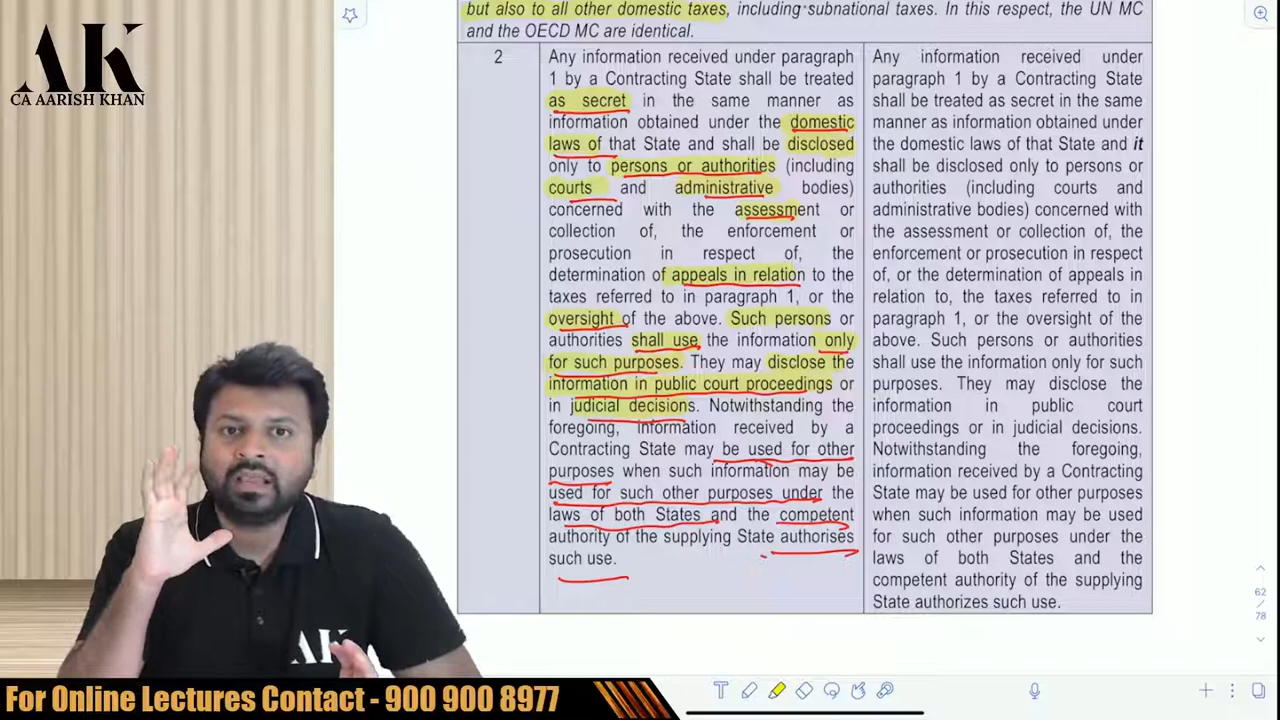 AK
CA AARISH KHAN
but also to all other domestic taxes, including subnational taxes. In this respect, the UN MC
and the OECD MC are identical.
2
Any information received under paragraph
1 by a Contracting State shall be treated
as secret in the same manner as
information obtained under the domestic
laws of that State and shall be disclosed
only to persons or authorities (including
courts and administrative bodies)
concerned with the assessment or
collection of, the enforcement or
prosecution in respect of, the
determination of appeals in relation to the
taxes referred to in paragraph 1, or the
oversight of the above. Such persons or
authorities shall use the information only
for such purposes. They may disclose the
information in public court proceedings or
in judicial decisions. Notwithstanding the
foregoing, information received by a
Contracting State may be used for other
purposes when such information may be
used for such other purposes under the
laws of both States and the competent
authority of the supplying State authorises
such use.
Any information received under
paragraph 1 by a Contracting State
shall be treated as secret in the same
manner as information obtained under
the domestic laws of that State and it
shall be disclosed only to persons or
authorities (including courts and
administrative bodies) concerned with
the assessment or collection of, the
enforcement or prosecution in respect
of, or the determination of appeals in
relation to, the taxes referred to in
paragraph 1, or the oversight of the
above. Such persons or authorities
shall use the information only for such
purposes. They may disclose the
information in public court
proceedings or in judicial decisions.
Notwithstanding the foregoing,
information received by a Contracting
State may be used for other purposes
when such information may be used
for such other purposes under the
laws of both States and the
competent authority of the supplying
State authorizes such use.
62
/
78
AK
For Online Lectures Contact - 900 900 8977